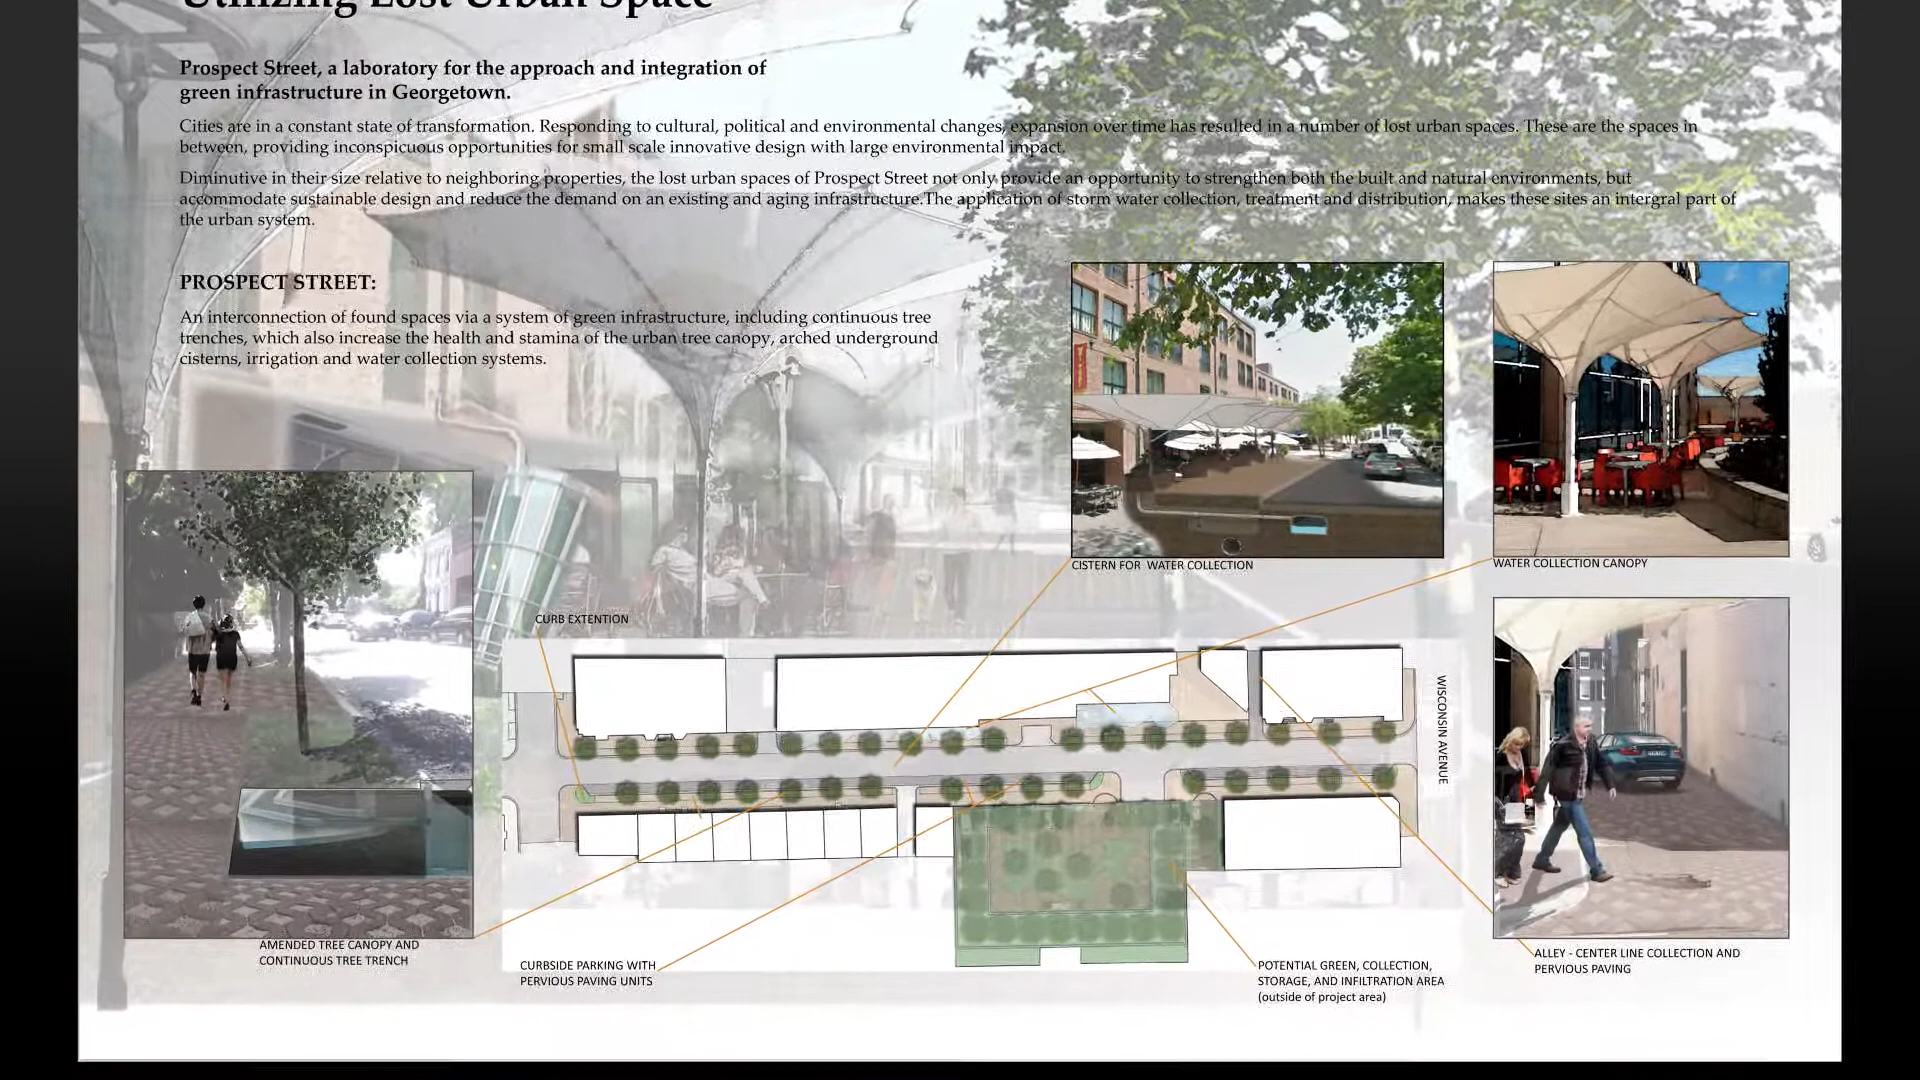 Utilizing Lost Urban Space
Prospect Street, a laboratory for the approach and integration of
green infrastructure in Georgetown.
Cities are in a constant state of transformation. Responding to cultural, political and environmental changes, expansion over time has resulted in a number of lost urban spaces. These are the spaces in
between, providing inconspicuous opportunities for small scale innovative design with large environmental impact.
Diminutive in their size relative to neighboring properties, the lost urban spaces of Prospect Street not only provide an opportunity to strengthen both the built and natural environments, but
accommodate sustainable design and reduce the demand on an existing and aging infrastructure.The application of storm water collection, treatment and distribution, makes these sites an intergral part of
the urban system.
PROSPECT STREET:
An interconnection of found spaces via a system of green infrastructure, including continuous tree
trenches, which also increase the health and stamina of the urban tree canopy, arched underground
cisterns, irrigation and water collection systems.
CISTERN FOR WATER COLLECTION
WATER COLLECTION CANOPY
CURB EXTENTION
WISCONSIN AVENUE
AMENDED TREE CANOPY AND
CONTINUOUS TREE TRENCH
CURBSIDE PARKING WITH
PERVIOUS PAVING UNITS
POTENTIAL GREEN, COLLECTION,
STORAGE, AND INFILTRATION AREA
(outside of project area)
ALLEY - CENTER LINE COLLECTION AND
PERVIOUS PAVING